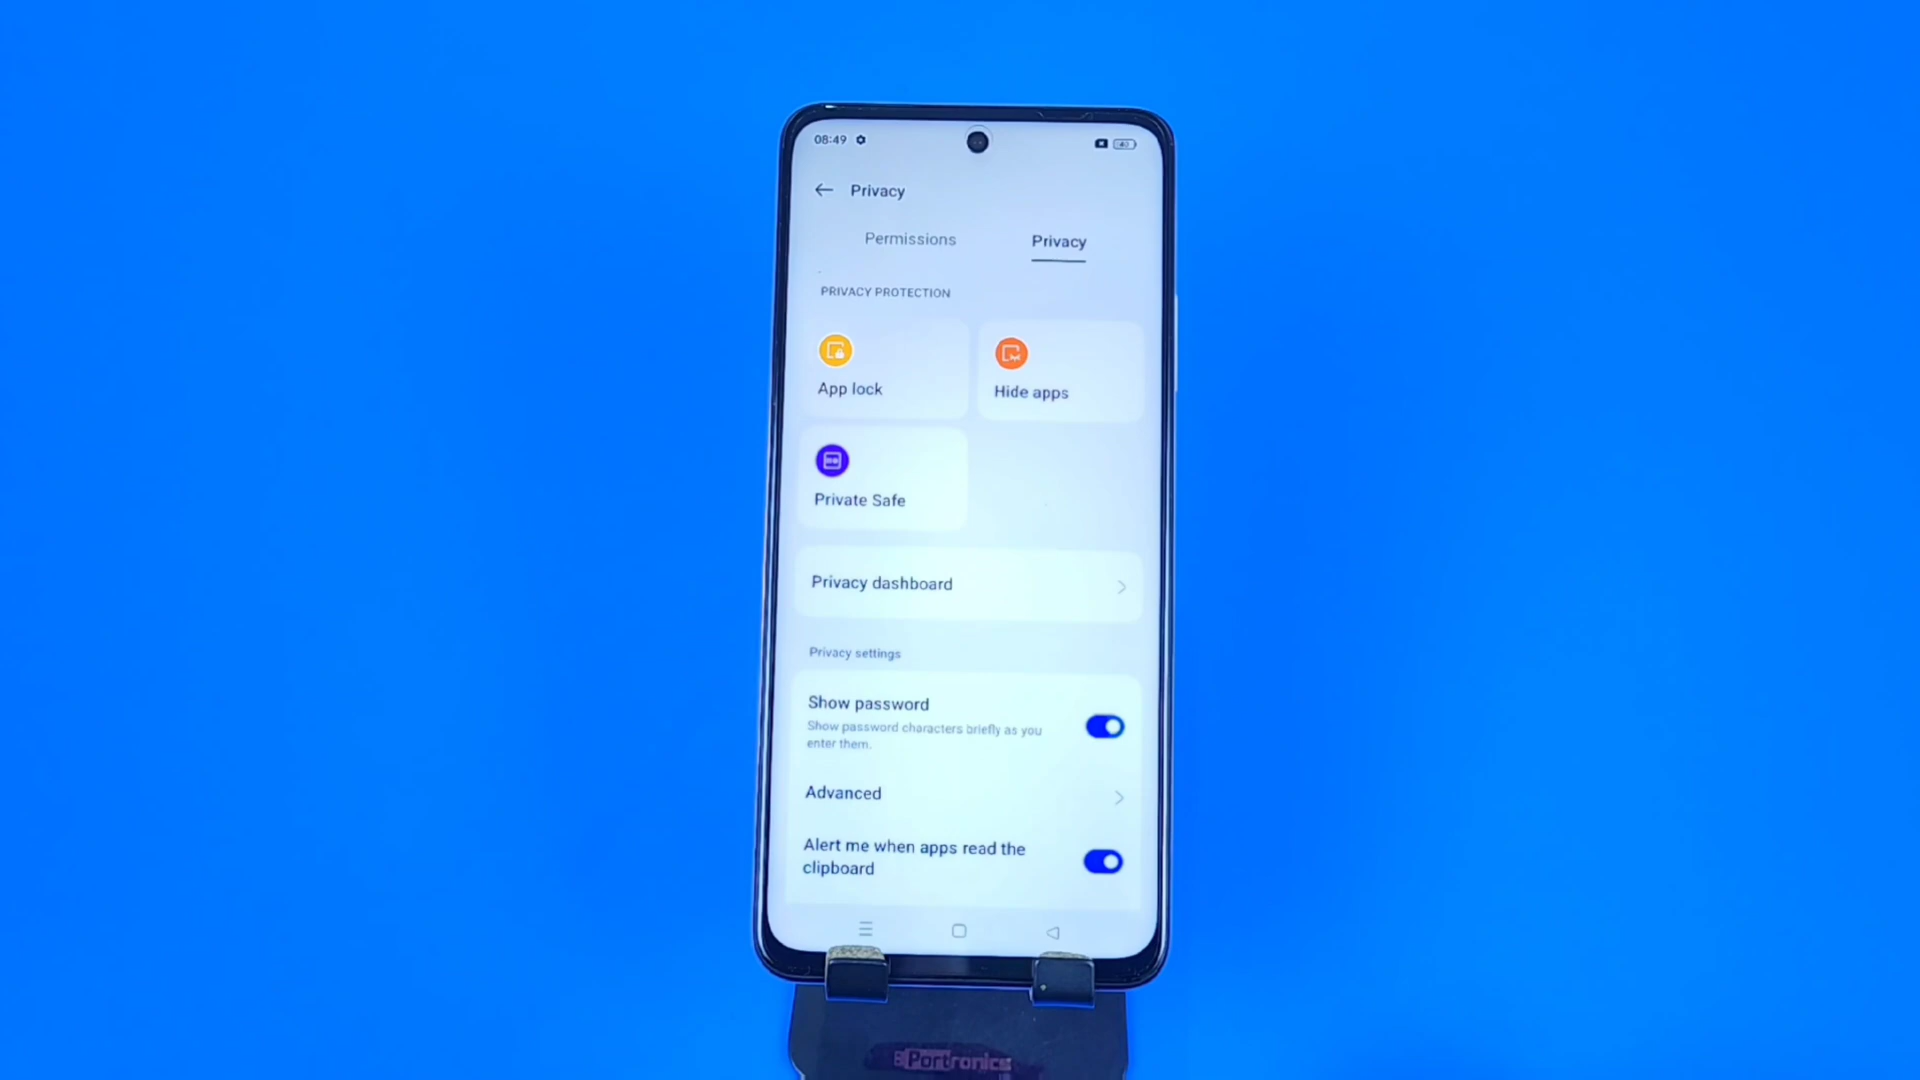 08:49
Privacy
Permissions Privacy
PRIVACY PROTECTION
App lock
Hide apps
Private Safe
Privacy dashboard
Privacy settings
Show password
Show password characters briefly as you
enter them.
Advanced
Alert me when apps read the
clipboard
Portronics